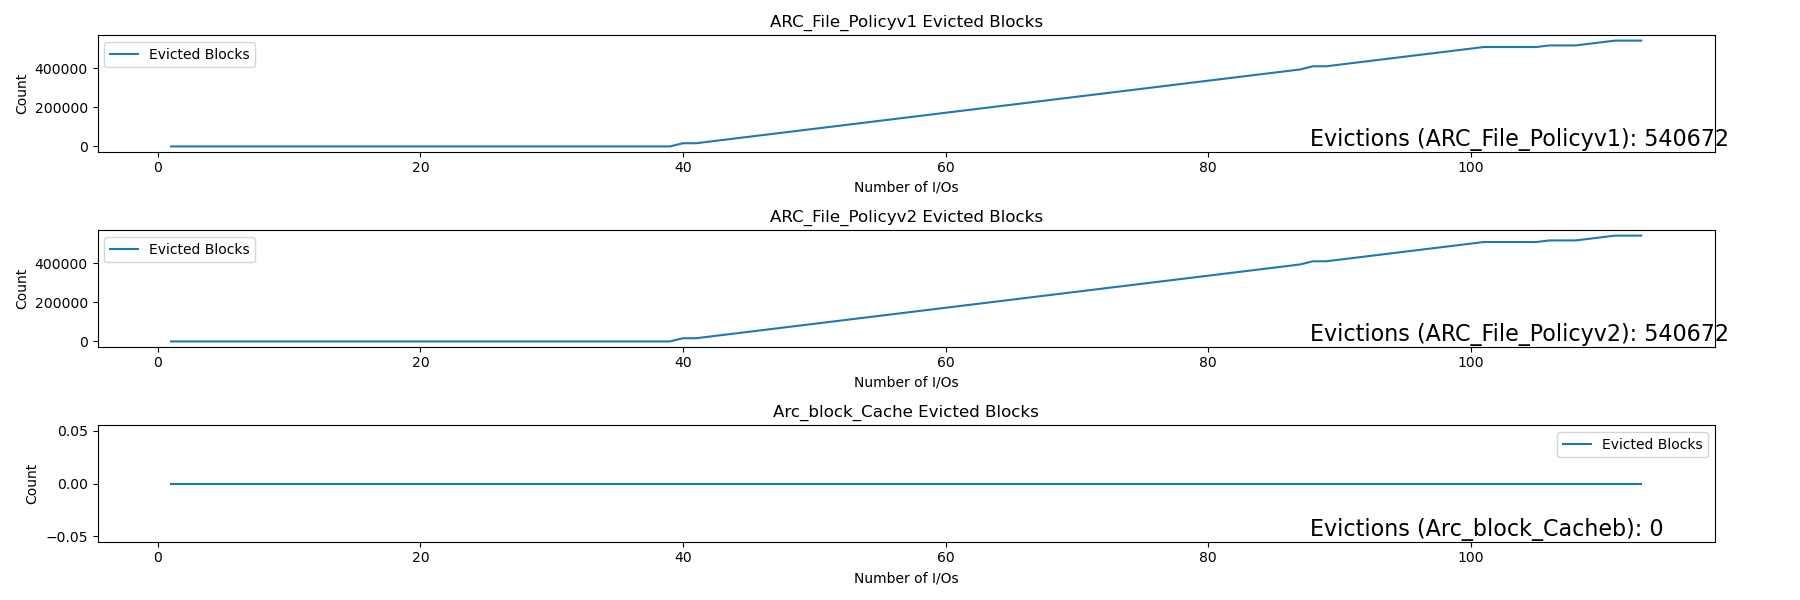 ARC_File_Policyv1 Evicted Blocks
Evicted Blocks
Count
400000
200000
0
Evictions (ARC_File_Policyv1): 540672
0 20 40 60 80 100
Number of I/Os
ARC_File_Policyv2 Evicted Blocks
Evicted Blocks
Count
400000
200000
0
Evictions (ARC_File_Policyv2): 540672
0 20 40 60 80 100
Number of I/Os
Arc_block_Cache Evicted Blocks
Evicted Blocks
Count
0.05
0.00
−0.05
Evictions (Arc_block_Cacheb): 0
0 20 40 60 80 100
Number of I/Os